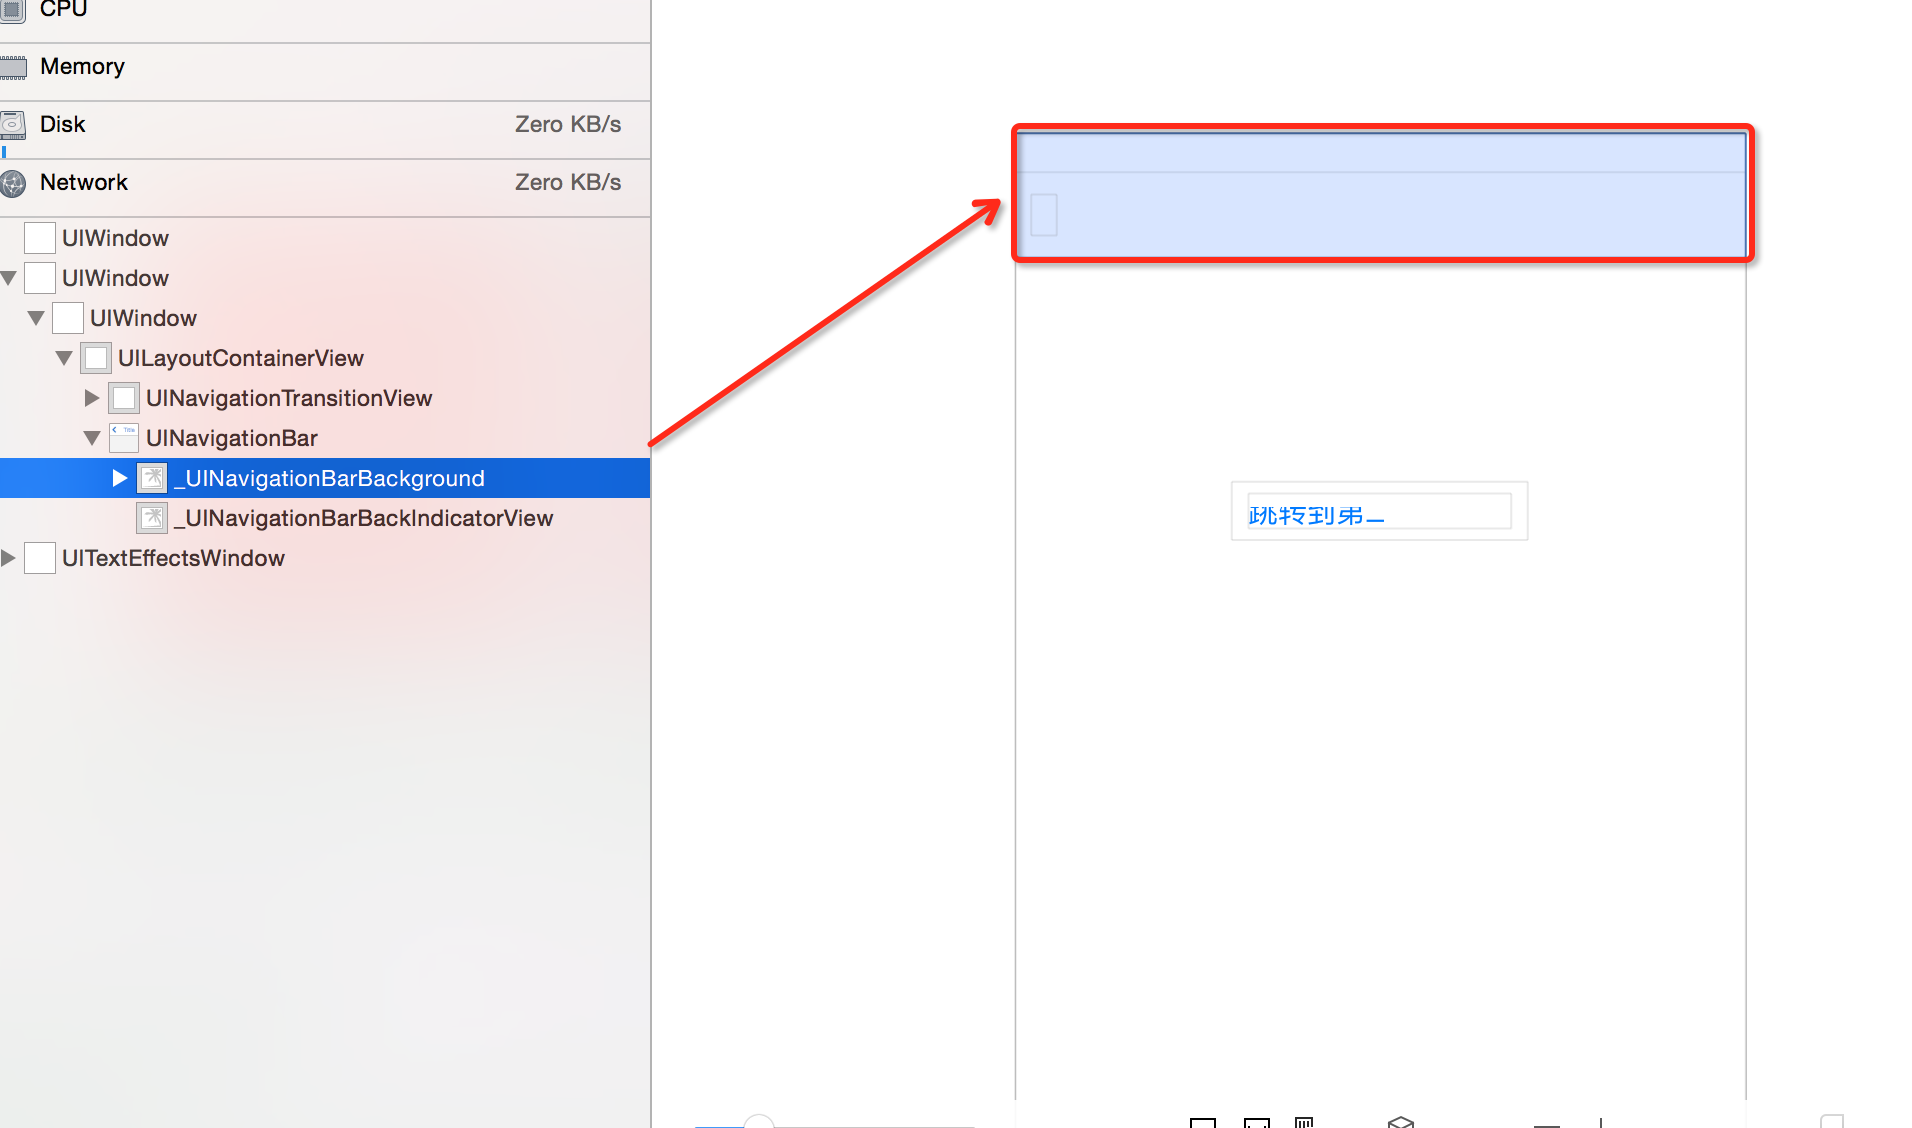 CPU
Memory
Disk Zero KB/s
Network Zero KB/s
UIWindow
UIWindow
UIWindow
UILayoutContainerView
UINavigationTransitionView
Title
UINavigationBar
_UINavigationBarBackground
_UINavigationBarBackIndicatorView
UITextEffectsWindow
跳转到第二